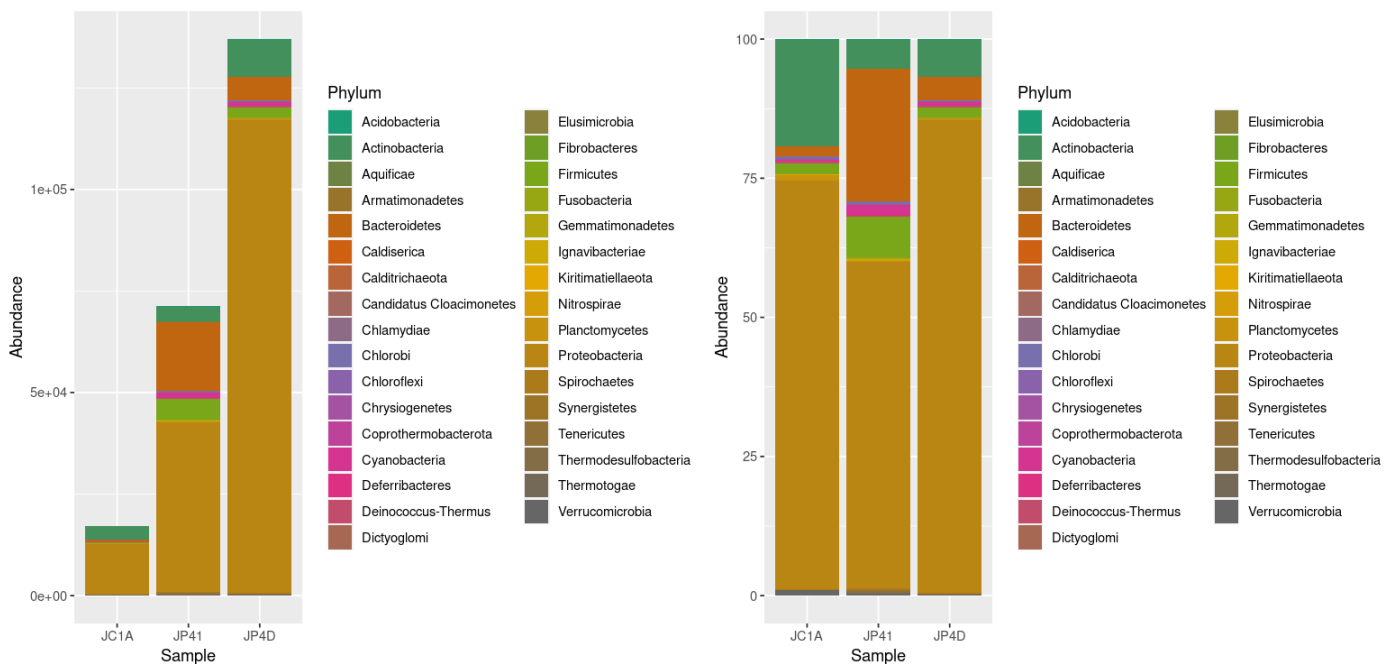 Abundance
1e+05
5e+04
0e+00
JC1A JP41 JP4D
Sample
Phylum
Acidobacteria
Actinobacteria
Aquificae
Armatimonadetes
Bacteroidetes
Caldiserica
Calditrichaeota
Candidatus Cloacimonetes
Chlamydiae
Chlorobi
Chloroflexi
Chrysiogenetes
Coprothermobacterota
Cyanobacteria
Deferribacteres
Deinococcus-Thermus
Dictyoglomi
Elusimicrobia
Fibrobacteres
Firmicutes
Fusobacteria
Gemmatimonadetes
Ignavibacteriae
Kiritimatiellaeota
Nitrospirae
Planctomycetes
Proteobacteria
Spirochaetes
Synergistetes
Tenericutes
Thermodesulfobacteria
Thermotogae
Verrucomicrobia
Abundance
100
75
50
25
0
JC1A JP41 JP4D
Sample
Phylum
Acidobacteria
Actinobacteria
Aquificae
Armatimonadetes
Bacteroidetes
Caldiserica
Calditrichaeota
Candidatus Cloacimonetes
Chlamydiae
Chlorobi
Chloroflexi
Chrysiogenetes
Coprothermobacterota
Cyanobacteria
Deferribacteres
Deinococcus-Thermus
Dictyoglomi
Elusimicrobia
Fibrobacteres
Firmicutes
Fusobacteria
Gemmatimonadetes
Ignavibacteriae
Kiritimatiellaeota
Nitrospirae
Planctomycetes
Proteobacteria
Spirochaetes
Synergistetes
Tenericutes
Thermodesulfobacteria
Thermotogae
Verrucomicrobia